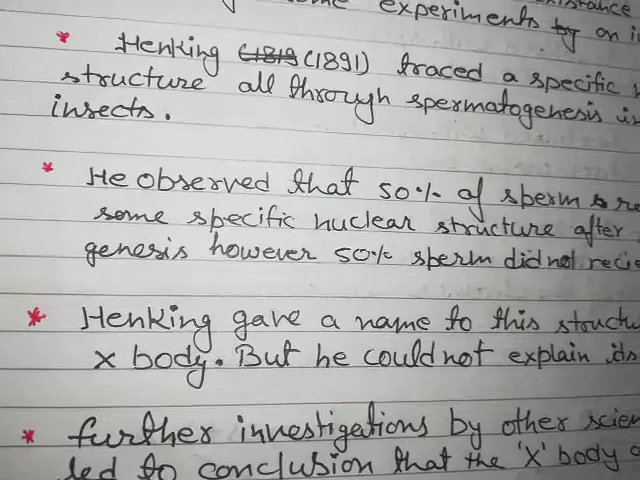 experiments by on
* Henking (1891) traced a specific
structure all through spermatogenesis in
insects.
* He observed that 50% of sperm
some specific nuclear structure after
genesis however 50% sperm did not
* Henking gave a name to this
x body. But he could not explain its
* further investigations by other
led to conclusion that the 'X' body